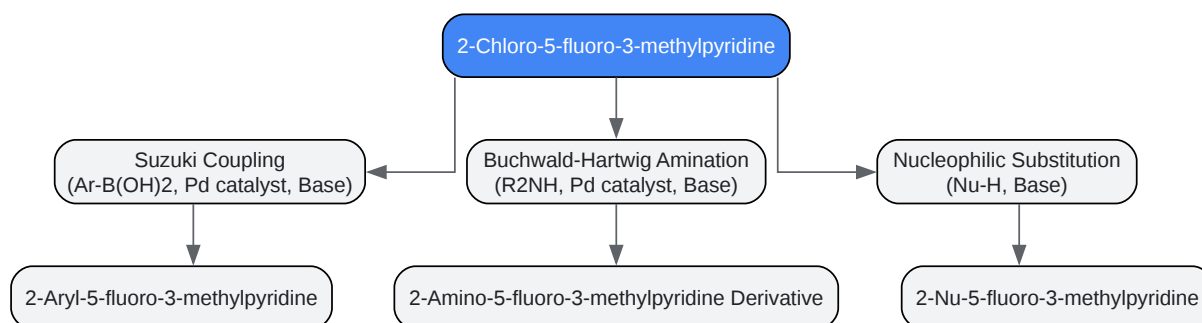 2-Chloro-5-fluoro-3-methylpyridine
Suzuki Coupling
(Ar-B(OH)2, Pd catalyst, Base)
Buchwald-Hartwig Amination
(R2NH, Pd catalyst, Base)
Nucleophilic Substitution
(Nu-H, Base)
2-Aryl-5-fluoro-3-methylpyridine
2-Amino-5-fluoro-3-methylpyridine Derivative
2-Nu-5-fluoro-3-methylpyridine